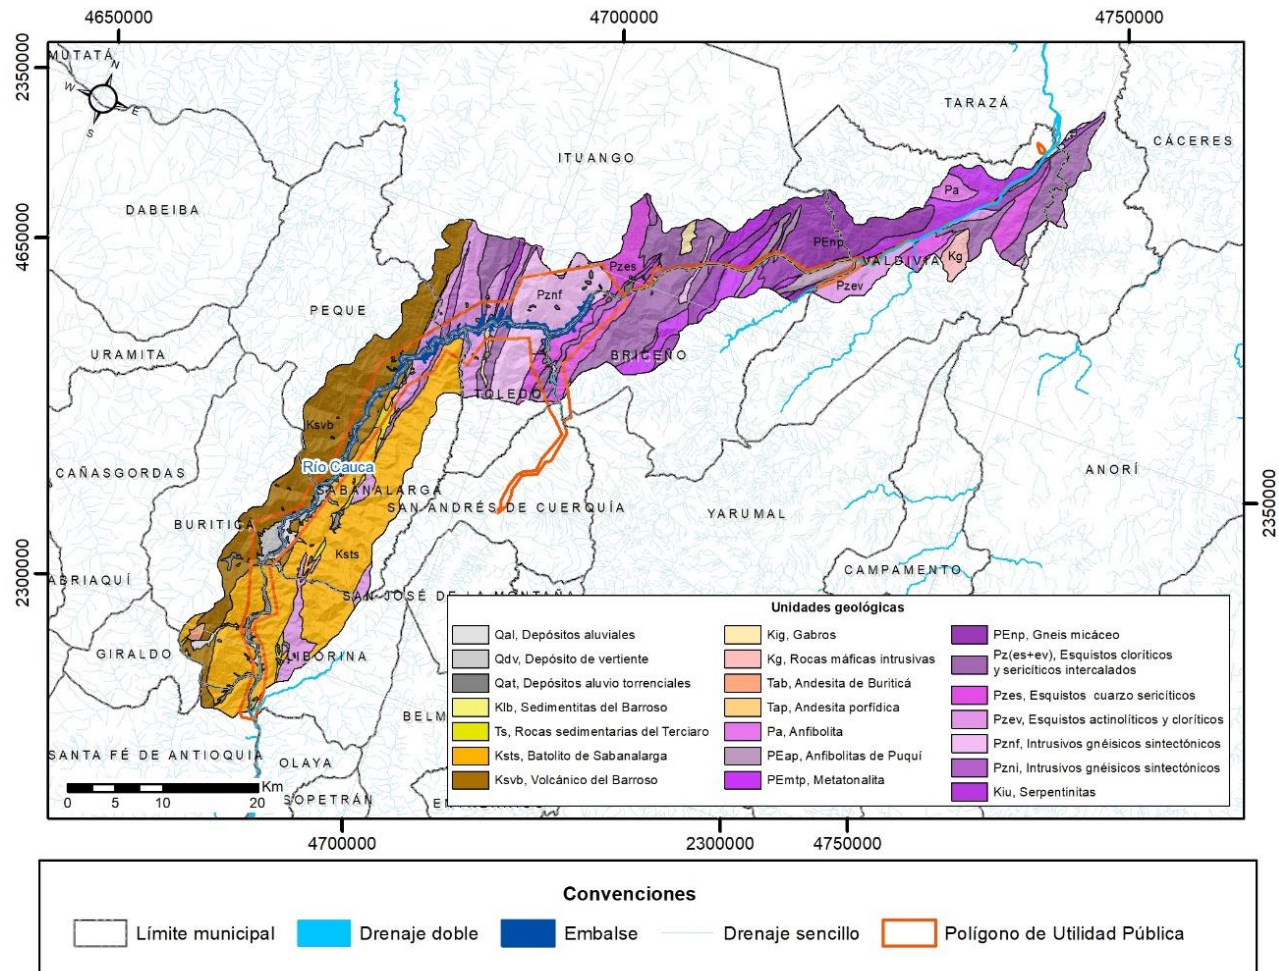 4650000
4700000
4750000
2350000
MUTATÁ
N
W
E
S
TARAZÁ
CÁCERES
ITUANGO
DABEIBA
Pa
4650000
PEnp
VALDIVIA
Kg
Pzes
Pzev
Pznf
PEQUE
URAMITA
BRICEÑO
TOLEDO
Ksvb
Río Cauca
CAÑASGORDAS
ANORÍ
SABANALARGA
SAN ANDRÉS DE CUERQUÍA
YARUMAL
2350000
BURITICÁ
Ksts
2300000
ABRIAQUÍ
CAMPAMENTO
SAN JOSÉ DE LA MONTAÑA
GIRALDO
LIBORINA
BELM
SANTA FÉ DE ANTIOQUIA
OLAYA
SOPETRÁN
Unidades geológicas
Qal, Depósitos aluviales
Qdv, Depósito de vertiente
Qat, Depósitos aluvio torrenciales
Klb, Sedimentitas del Barroso
Ts, Rocas sedimentarias del Terciaro
Ksts, Batolito de Sabanalarga
Ksvb, Volcánico del Barroso
Kig, Gabros
Kg, Rocas máficas intrusivas
Tab, Andesita de Buriticá
Tap, Andesita porfídica
Pa, Anfibolita
PEap, Anfibolitas de Puquí
PEmtp, Metatonalita
PEnp, Gneis micáceo
Pz(es+ev), Esquistos cloríticos
y sericíticos intercalados
Pzes, Esquistos cuarzo sericíticos
Pzev, Esquistos actinolíticos y cloríticos
Pznf, Intrusivos gnéisicos sintectónicos
Pzni, Intrusivos gnéisicos sintectónicos
Kiu, Serpentinitas
Km
0 5 10 20
4700000
2300000
4750000
Convenciones
Límite municipal
Drenaje doble
Embalse
Drenaje sencillo
Polígono de Utilidad Pública